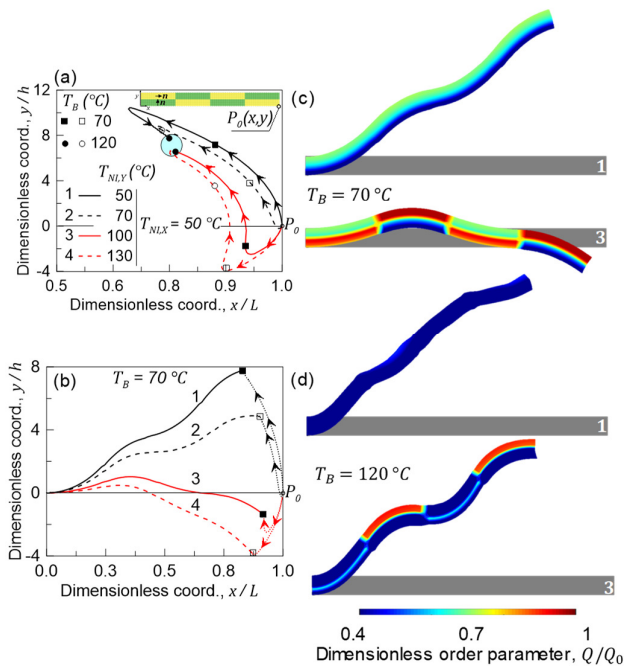 (a)
Dimensionless coord., y/h
12
8
4
0
-4
T_B (°C)
■ □ 70
● ○ 120
y
x
n
n
P_0(x,y)
T_NI,Y (°C)
1 50
2 70
3 100
4 130
T_NI,X = 50 °C
P_0
0.5 0.6 0.7 0.8 0.9 1.0
Dimensionless coord., x/L
(b)
T_B = 70 °C
Dimensionless coord., y/h
8
4
0
-4
1
2
3
4
P_0
0.0 0.2 0.4 0.6 0.8 1.0
Dimensionless coord., x/L
(c)
1
T_B = 70 °C
3
(d)
1
T_B = 120 °C
3
0.4 0.7 1
Dimensionless order parameter, Q/Q_0